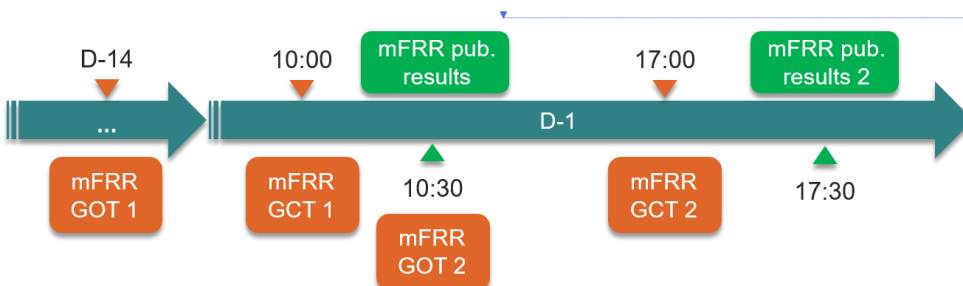 D-14
10:00
mFRR pub.
results
17:00
mFRR pub.
results 2
...
D-1
mFRR
GOT 1
mFRR
GCT 1
10:30
mFRR
GOT 2
mFRR
GCT 2
17:30